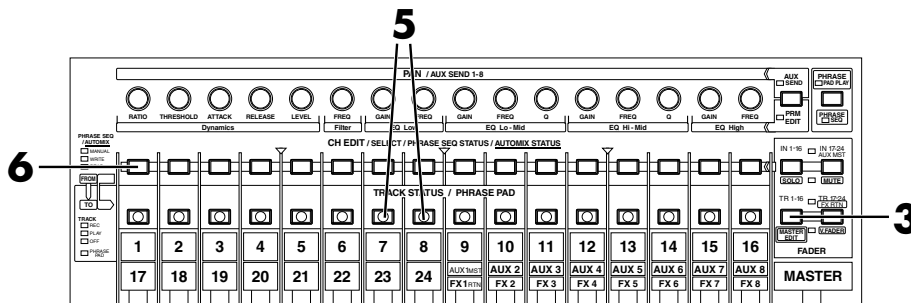 5
PAN / AUX SEND 1-8
AUX SEND
PHRASE
PAD PLAY
RATIO THRESHOLD ATTACK RELEASE LEVEL FREQ GAIN FREQ GAIN FREQ Q GAIN FREQ Q GAIN FREQ
PRM EDIT
PHRASE
SEQ
Dynamics Filter EQ Low EQ Lo-Mid EQ Hi-Mid EQ High
PHRASE SEQ
/AUTOMIX
CH EDIT / SELECT / PHRASE SEQ STATUS / AUTOMIX STATUS
MANUAL
WRITE
IN 1-16 IN 17-24
AUX MST
6
FROM
SOLO MUTE
TO
TRACK STATUS / PHRASE PAD
TR 1-16 TR 17-24
FX RTN
TRACK
REC
PLAY
OFF
PHRASE PAD
3
MASTER EDIT V.FADER
FADER
1 2 3 4 5 6 7 8 9 10 11 12 13 14 15 16
17 18 19 20 21 22 23 24 AUX 1MST AUX 2 AUX 3 AUX 4 AUX 5 AUX 6 AUX 7 AUX 8
FX1RTN FX 2 FX 3 FX 4 FX 5 FX 6 FX 7 FX 8
MASTER